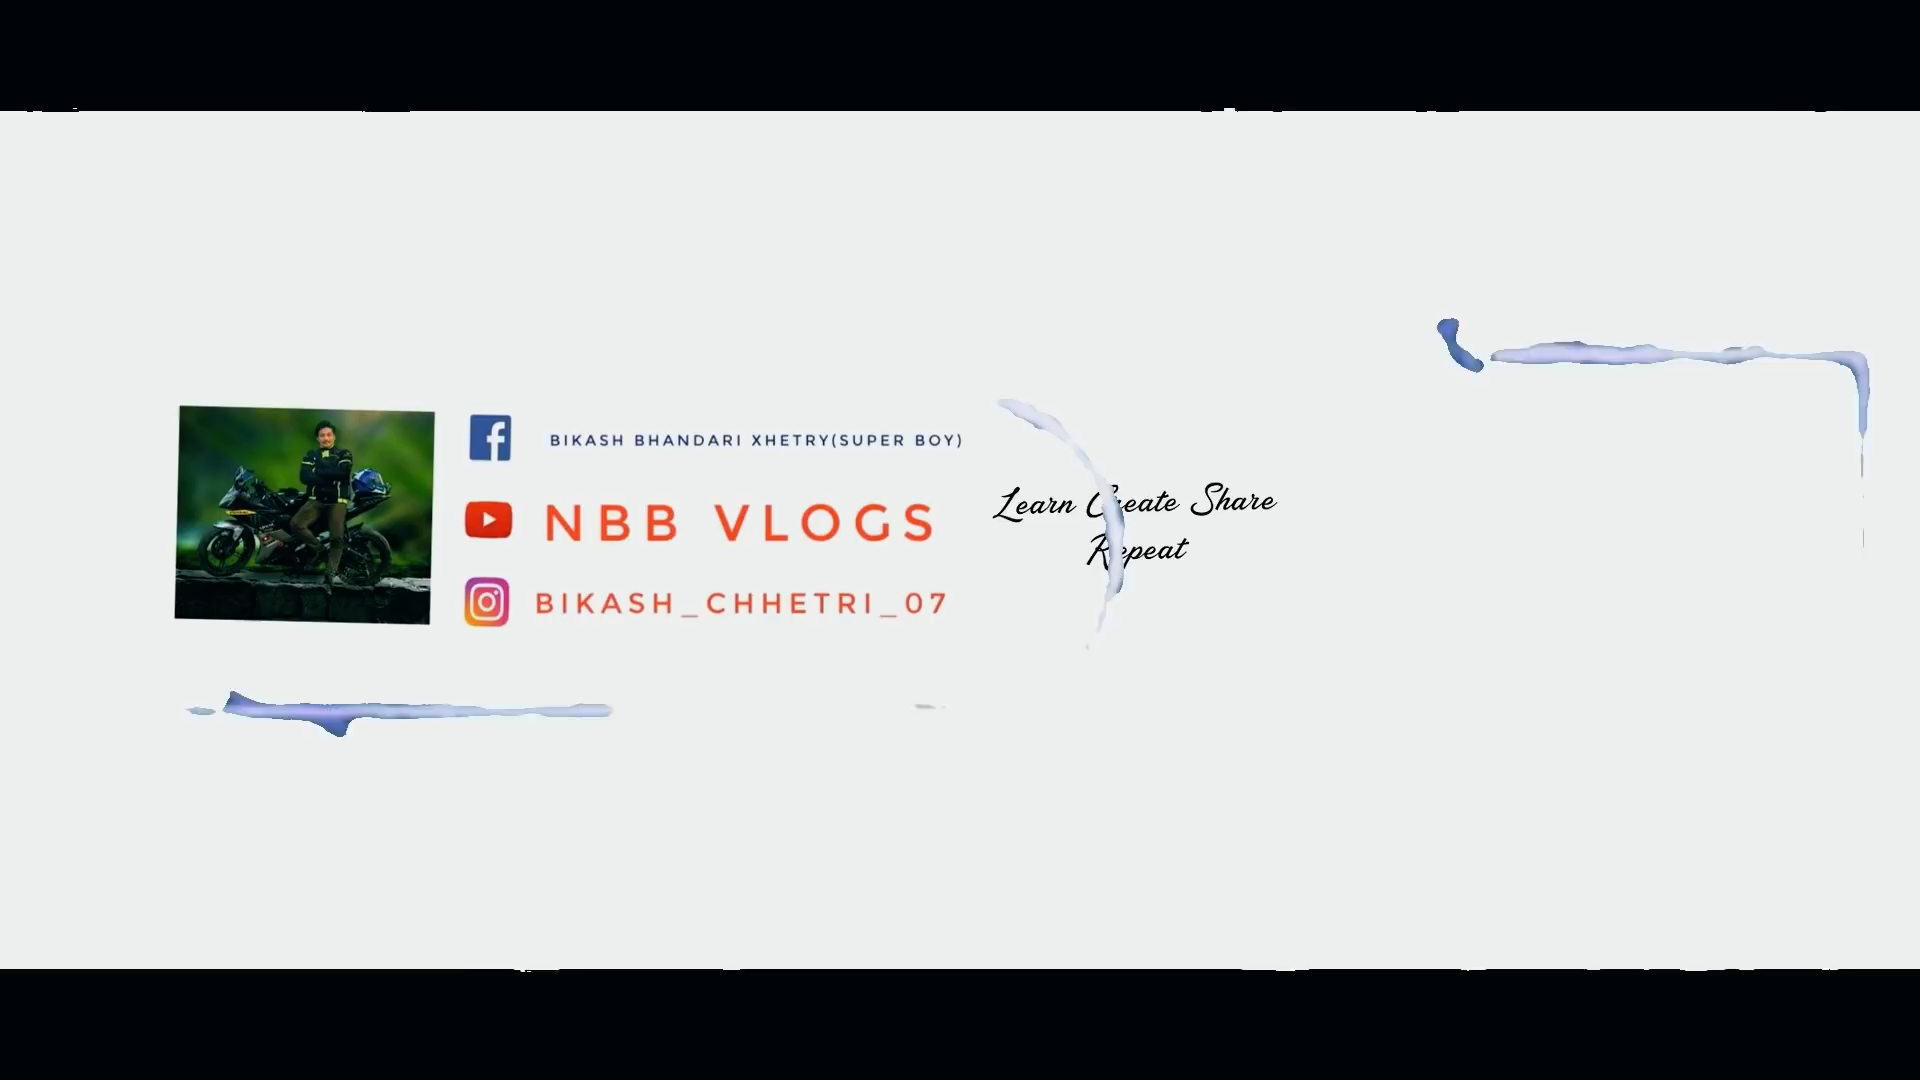 BIKASH BHANDARI XHETRY(SUPER BOY)
NBB VLOGS
BIKASH_CHHETRI_07
Learn Create Share
Repeat